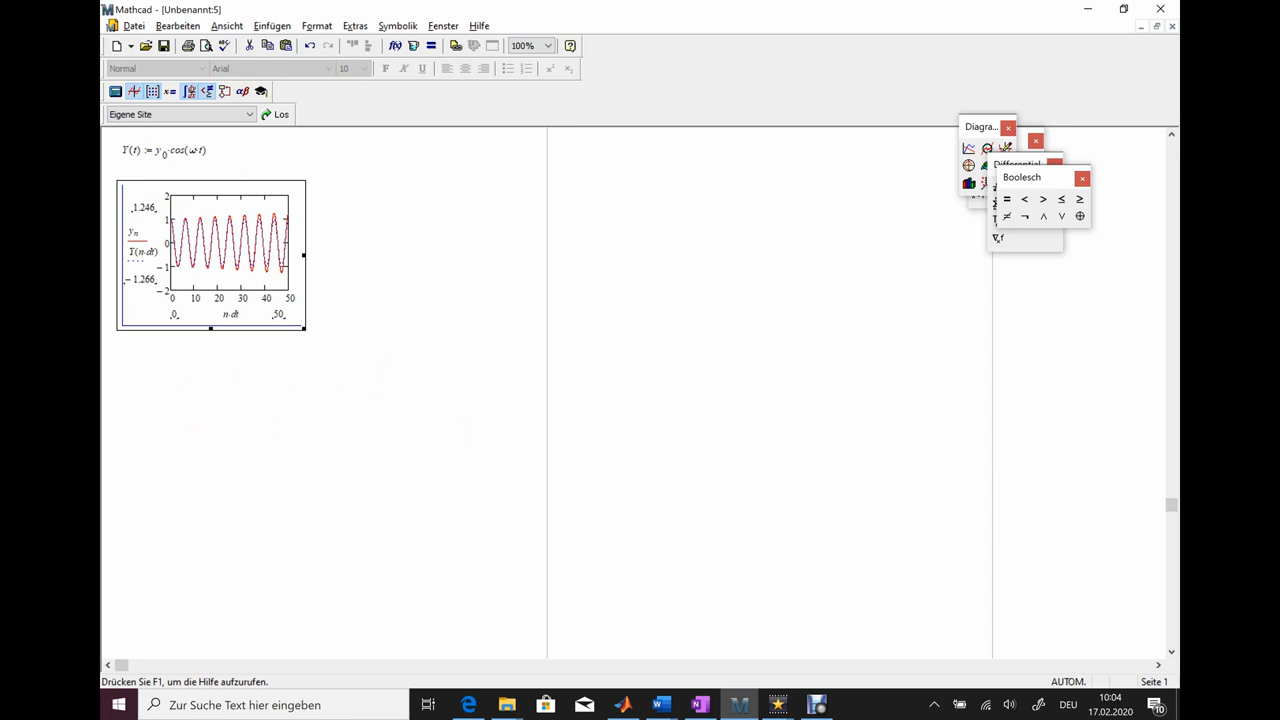 Mathcad - [Unbenannt:5]
Datei Bearbeiten Ansicht Einfügen Format Extras Symbolik Fenster Hilfe
100%
Normal Arial 10 F K U
αβ
Eigene Site Los
Y(t) := y0·cos(ω·t)
1.246
yn
Y(n·dt)
−1.266
2
1
0
−1
−2
0 10 20 30 40 50
0 n·dt 50
Diagra...
Differential
Boolesch
= < > ≤ ≥
≠ ¬ ∧ ∨ ⊕
∇xf
Drücken Sie F1, um die Hilfe aufzurufen.
AUTOM. Seite 1
Zur Suche Text hier eingeben
DEU
10:04
17.02.2020
10